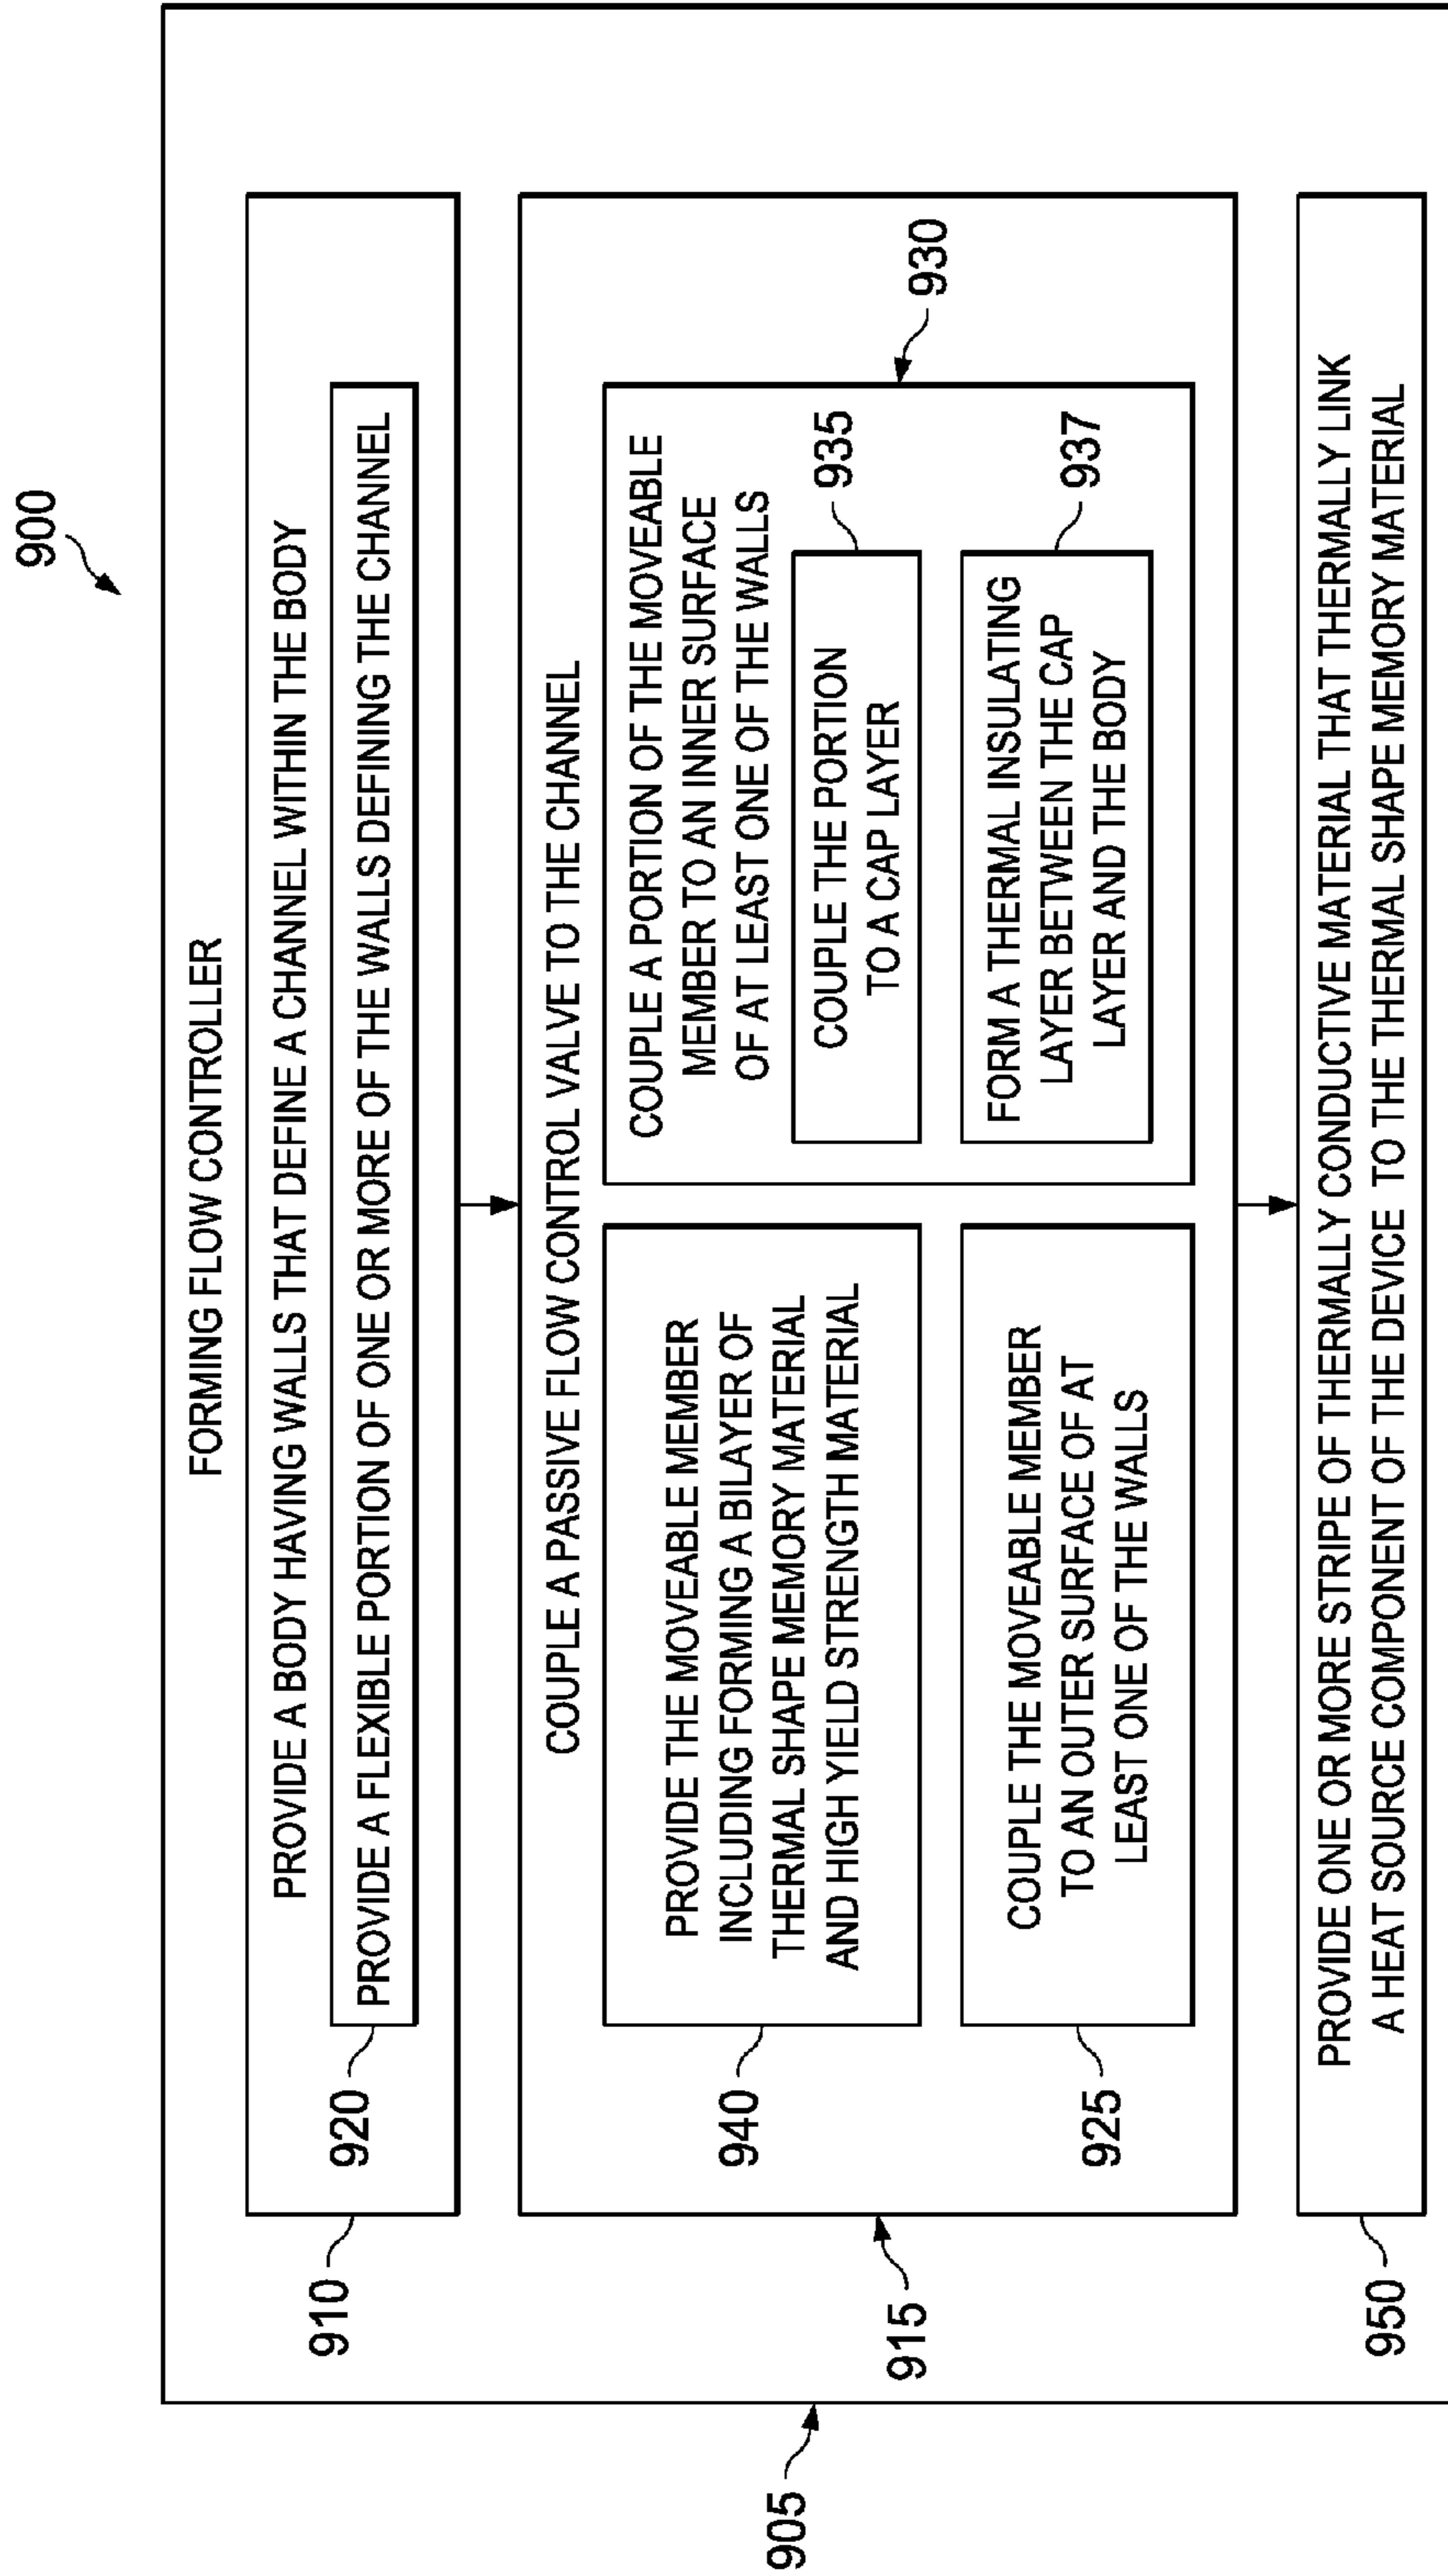 900
FORMING FLOW CONTROLLER
905
PROVIDE A BODY HAVING WALLS THAT DEFINE A CHANNEL WITHIN THE BODY
910
PROVIDE A FLEXIBLE PORTION OF ONE OR MORE OF THE WALLS DEFINING THE CHANNEL
920
COUPLE A PASSIVE FLOW CONTROL VALVE TO THE CHANNEL
915
PROVIDE THE MOVEABLE MEMBER
INCLUDING FORMING A BILAYER OF
THERMAL SHAPE MEMORY MATERIAL
AND HIGH YIELD STRENGTH MATERIAL
940
COUPLE THE MOVEABLE MEMBER
TO AN OUTER SURFACE OF AT
LEAST ONE OF THE WALLS
925
COUPLE A PORTION OF THE MOVEABLE
MEMBER TO AN INNER SURFACE
OF AT LEAST ONE OF THE WALLS
930
COUPLE THE PORTION
TO A CAP LAYER
935
FORM A THERMAL INSULATING
LAYER BETWEEN THE CAP
LAYER AND THE BODY
937
PROVIDE ONE OR MORE STRIPE OF THERMALLY CONDUCTIVE MATERIAL THAT THERMALLY LINK
A HEAT SOURCE COMPONENT OF THE DEVICE TO THE THERMAL SHAPE MEMORY MATERIAL
950